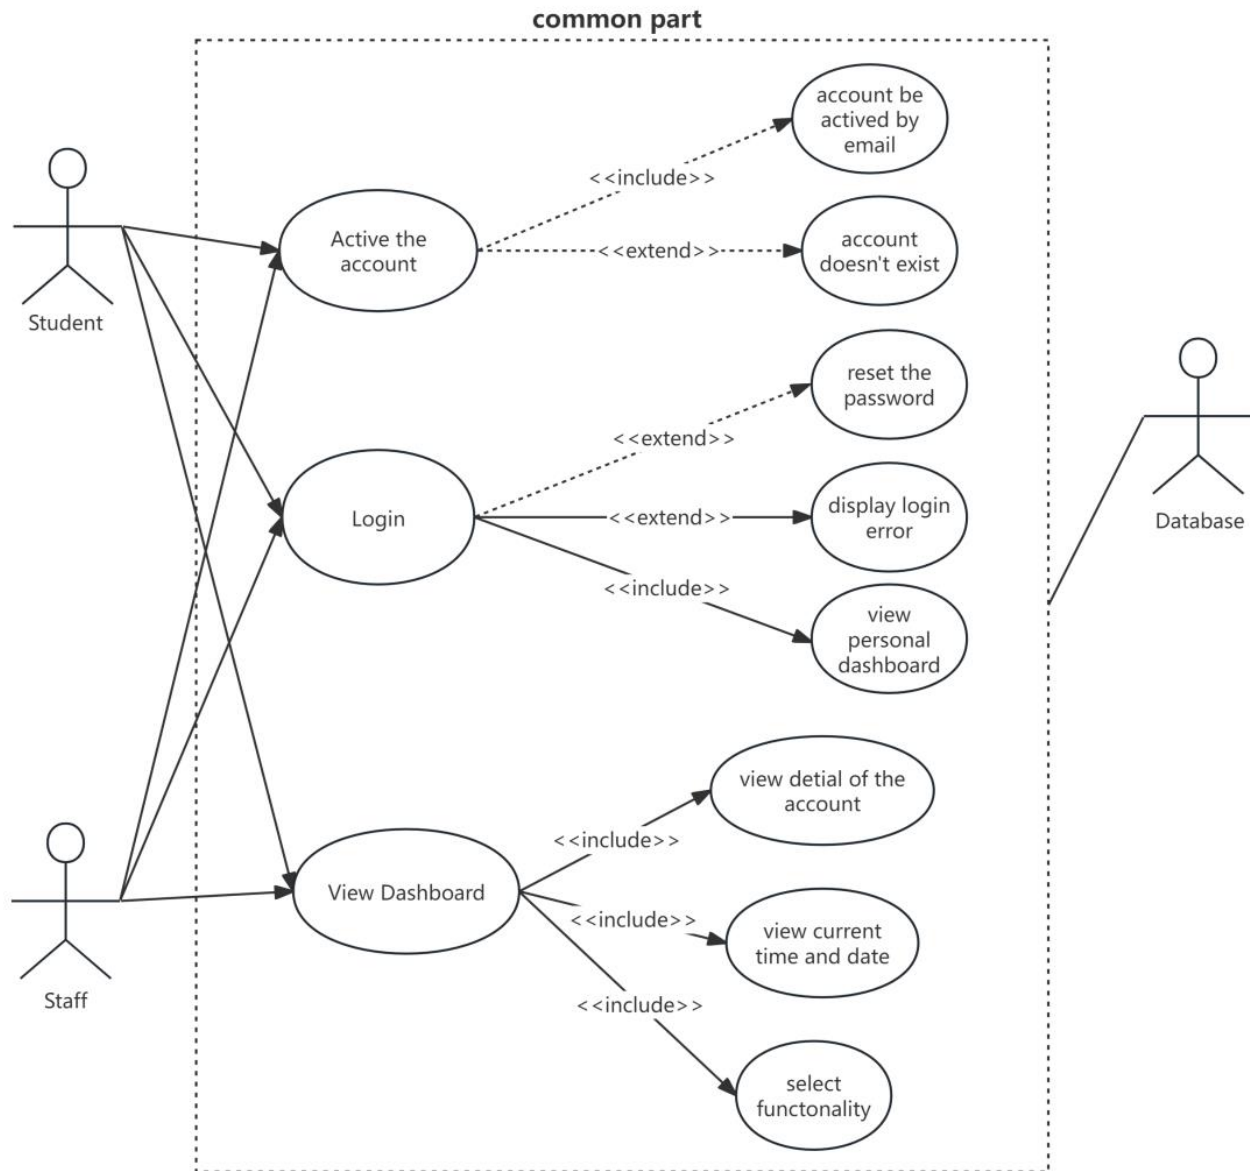 common part
account be
actived by
email
<<include>>
Active the
account
<<extend>>
account
doesn't exist
Student
reset the
password
<<extend>>
Login
<<extend>>
display login
error
Database
<<include>>
view
personal
dashboard
view detial of the
account
<<include>>
View Dashboard
<<include>>
view current
time and date
Staff
<<include>>
select
functonality